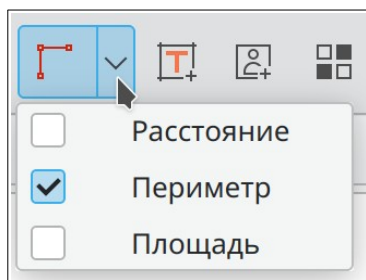 Расстояние
Периметр
Площадь